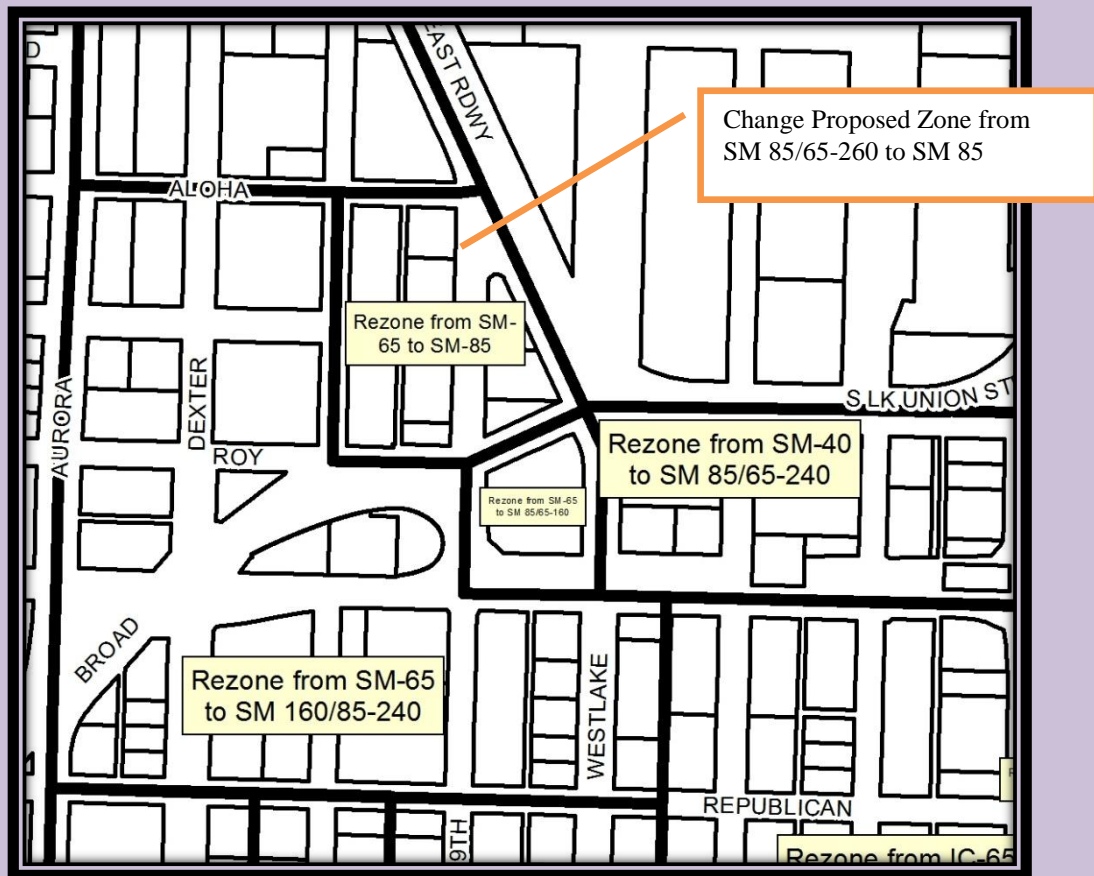 D
EAST RDWY
Change Proposed Zone from
SM 85/65-260 to SM 85
ALOHA
Rezone from SM-
65 to SM-85
AURORA
DEXTER
S LK UNION ST
ROY
Rezone from SM-40
to SM 85/65-240
Rezone from SM-65
to SM 85/65-160
BROAD
Rezone from SM-65
to SM 160/85-240
WESTLAKE
REPUBLICAN
9TH
Rezone from IC-65